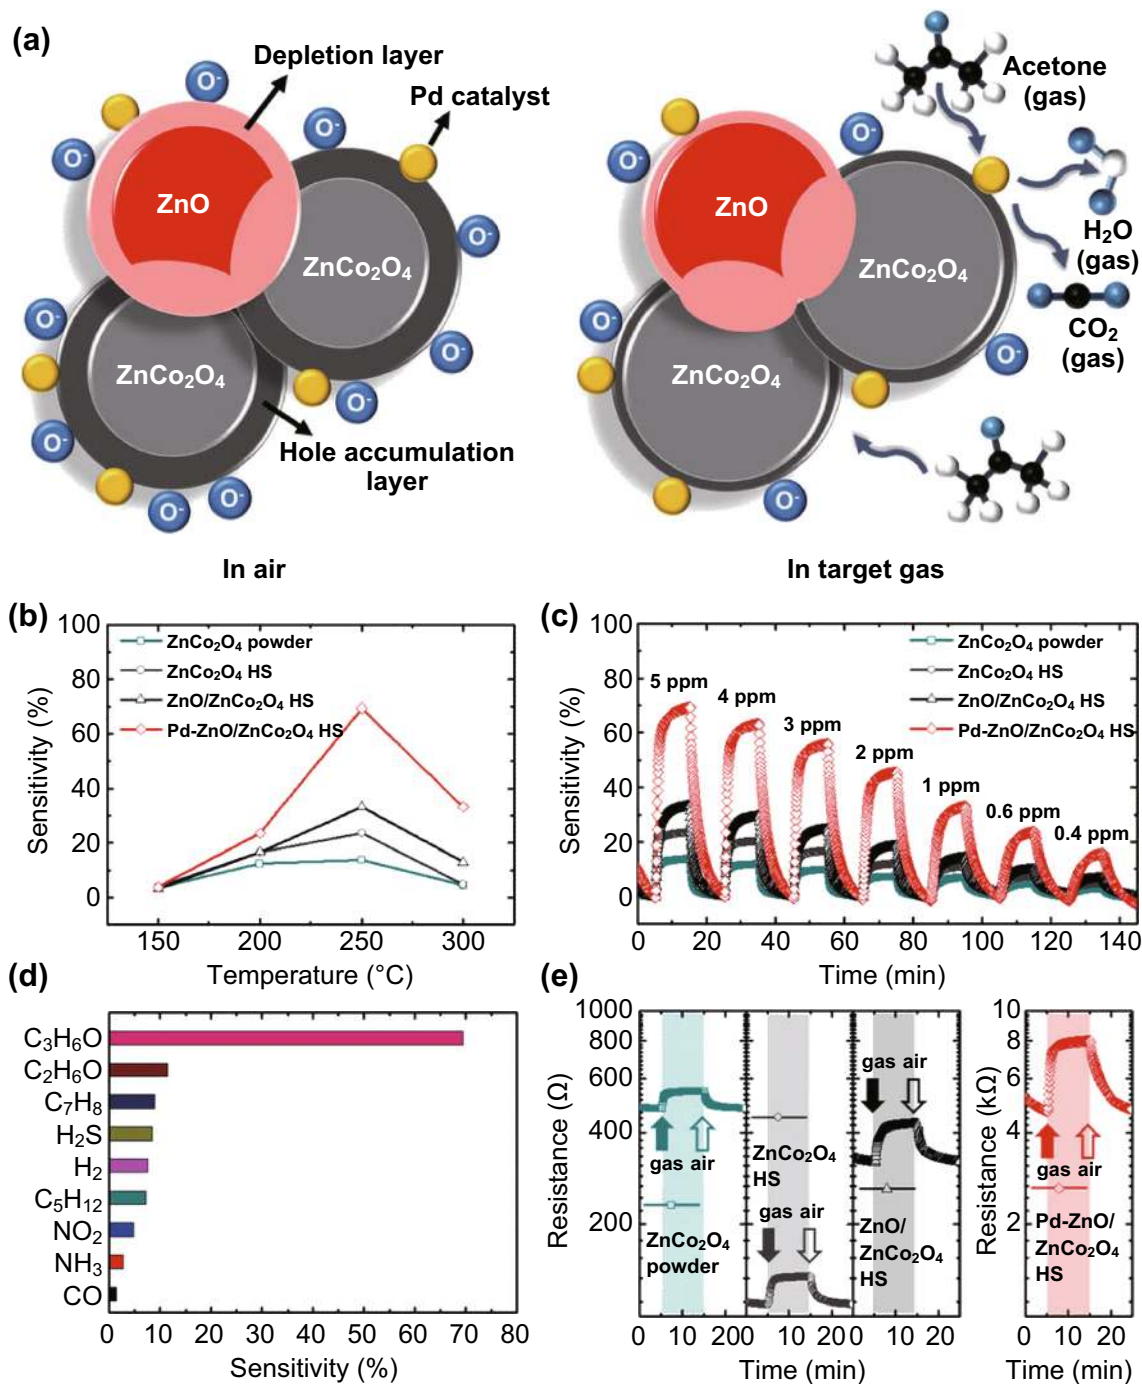 (a)
Depletion layer
Pd catalyst
O-
O-
O-
O-
O-
O-
O-
O-
O-
O-
O-
ZnO
ZnCo2O4
ZnCo2O4
Hole accumulation
layer
In air
Acetone
(gas)
O-
O-
O-
O-
O-
ZnO
ZnCo2O4
ZnCo2O4
H2O
(gas)
CO2
(gas)
In target gas
(b)
Sensitivity (%)
100
80
60
40
20
0
ZnCo2O4 powder
ZnCo2O4 HS
ZnO/ZnCo2O4 HS
Pd-ZnO/ZnCo2O4 HS
150 200 250 300
Temperature (°C)
(c)
Sensitivity (%)
100
80
60
40
20
0
ZnCo2O4 powder
ZnCo2O4 HS
ZnO/ZnCo2O4 HS
Pd-ZnO/ZnCo2O4 HS
5 ppm
4 ppm
3 ppm
2 ppm
1 ppm
0.6 ppm
0.4 ppm
0 20 40 60 80 100 120 140
Time (min)
(d)
C3H6O
C2H6O
C7H8
H2S
H2
C5H12
NO2
NH3
CO
0 10 20 30 40 50 60 70 80
Sensitivity (%)
(e)
Resistance (Ω)
1000
800
600
400
200
gas air
ZnCo2O4
powder
ZnCo2O4
HS
gas air
gas air
ZnO/
ZnCo2O4
HS
0 10 20 0 10 20 0 10 20
Time (min)
Resistance (kΩ)
10
8
6
4
2
gas air
Pd-ZnO/
ZnCo2O4
HS
0 10 20
Time (min)